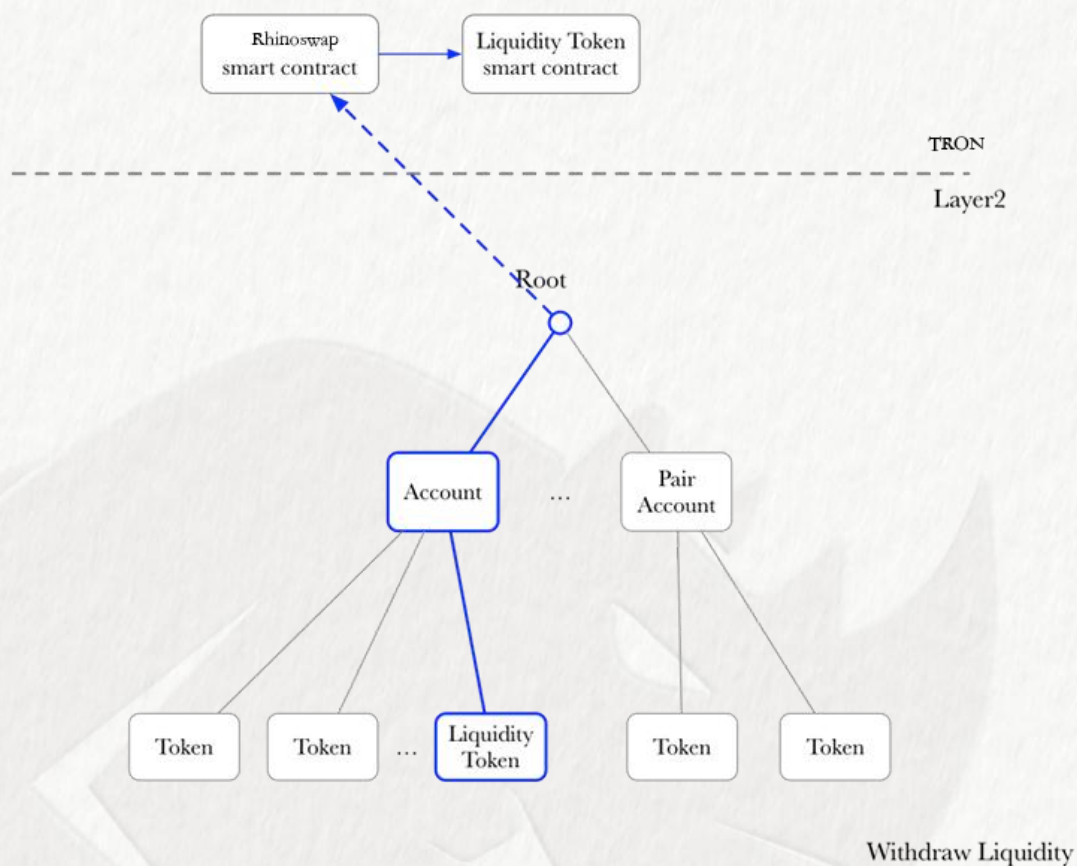 Rhinoswap
smart contract
Liquidity Token
smart contract
TRON
Layer2
Root
Account
...
Pair
Account
Token
Token
...
Liquidity
Token
Token
Token
Withdraw Liquidity